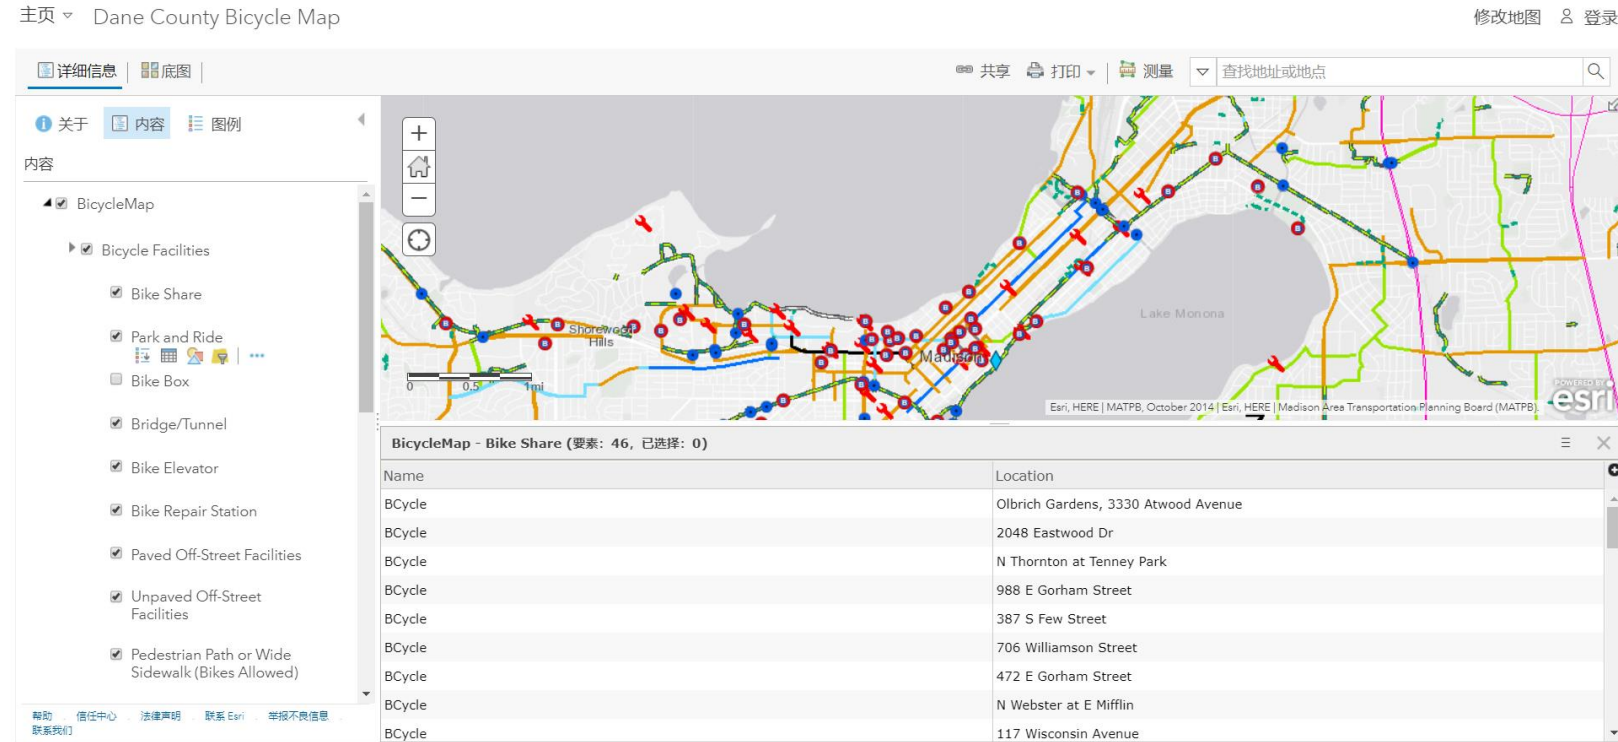 主页 Dane County Bicycle Map 修改地图 登录
详细信息 底图 共享 打印 测量 查找地址或地点
关于 内容 图例
内容
BicycleMap
Bicycle Facilities
Bike Share
Park and Ride
Bike Box
Bridge/Tunnel
Bike Elevator
Bike Repair Station
Paved Off-Street Facilities
Unpaved Off-Street
Facilities
Pedestrian Path or Wide
Sidewalk (Bikes Allowed)
帮助 信任中心 法律声明 联系 Esri 举报不良信息
联系我们
Lake Monona
Shorewood
Hills
Madison
0 0.5 1mi
POWERED BY
esri
Esri, HERE | MATPB, October 2014 | Esri, HERE | Madison Area Transportation Planning Board (MATPB).
BicycleMap - Bike Share (要素: 46, 已选择: 0)
Name Location
BCycle Olbrich Gardens, 3330 Atwood Avenue
BCycle 2048 Eastwood Dr
BCycle N Thornton at Tenney Park
BCycle 988 E Gorham Street
BCycle 387 S Few Street
BCycle 706 Williamson Street
BCycle 472 E Gorham Street
BCycle N Webster at E Mifflin
BCycle 117 Wisconsin Avenue